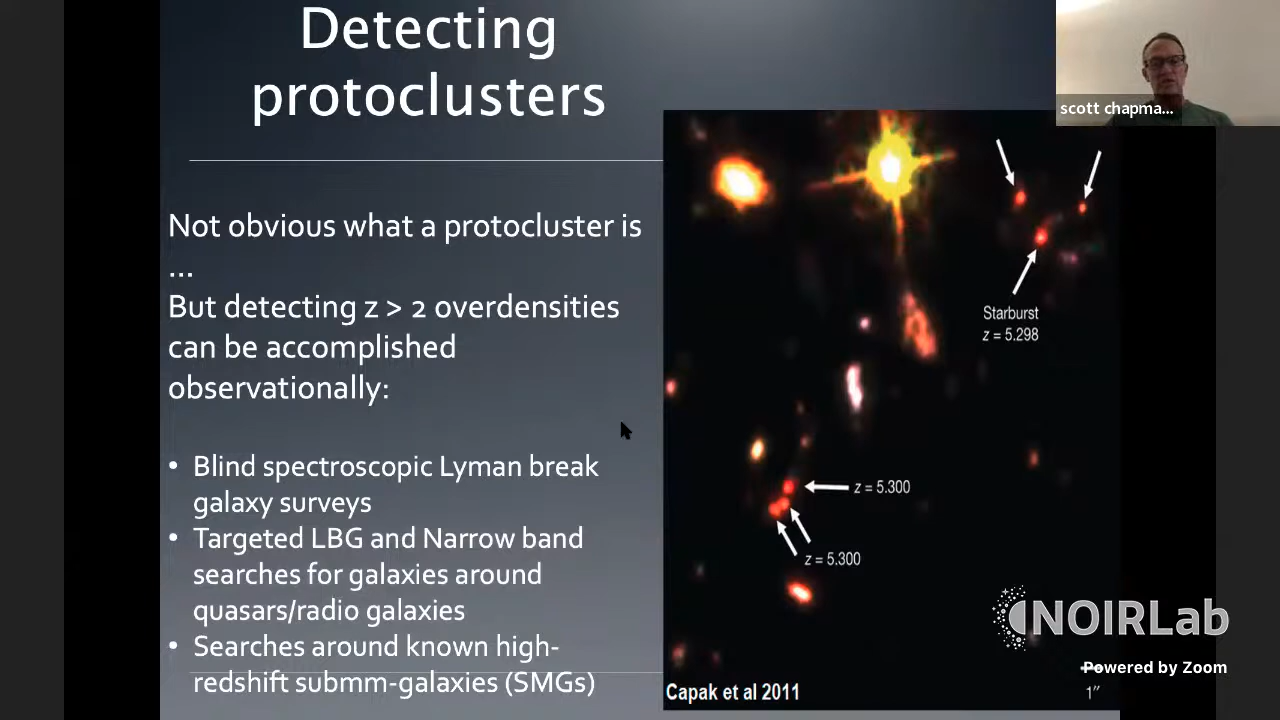 Detecting
protoclusters
scott chapma...
Not obvious what a protocluster is
...
But detecting z > 2 overdensities
can be accomplished
observationally:
• Blind spectroscopic Lyman break
galaxy surveys
• Targeted LBG and Narrow band
searches for galaxies around
quasars/radio galaxies
• Searches around known high-
redshift submm-galaxies (SMGs)
Starburst
z = 5.298
z = 5.300
z = 5.300
Capak et al 2011
1″
NOIRLab
Powered by Zoom